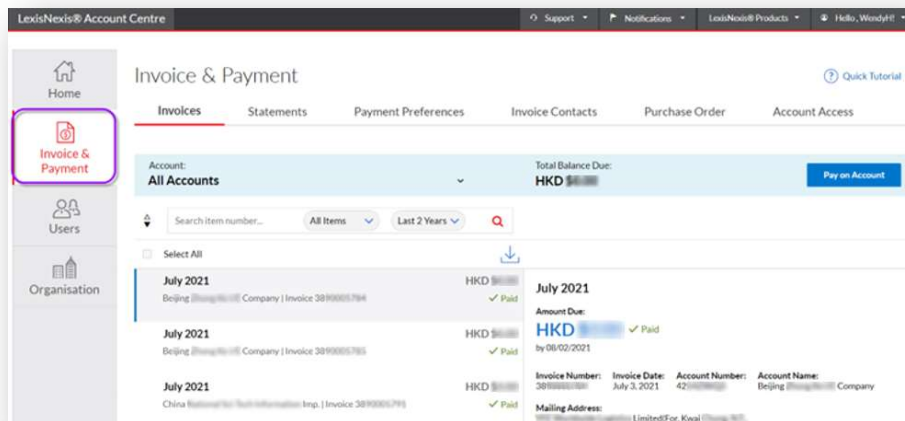 LexisNexis® Account Centre
Support
Notifications
LexisNexis® Products
Hello, WendyH!
Home
Invoice &
Payment
Users
Organisation
Invoice & Payment
Quick Tutorial
Invoices
Statements
Payment Preferences
Invoice Contacts
Purchase Order
Account Access
Account:
All Accounts
Total Balance Due:
HKD
Pay on Account
Search item number...
All Items
Last 2 Years
Select All
July 2021 HKD
Beijing Company | Invoice Paid
July 2021 HKD
Beijing Company | Invoice Paid
July 2021 HKD
China Imp. | Invoice Paid
July 2021
Amount Due:
HKD Paid
by 08/02/2021
Invoice Number: Invoice Date: Account Number: Account Name:
July 3, 2021 Beijing Company
Mailing Address:
Limited!For. Kwai